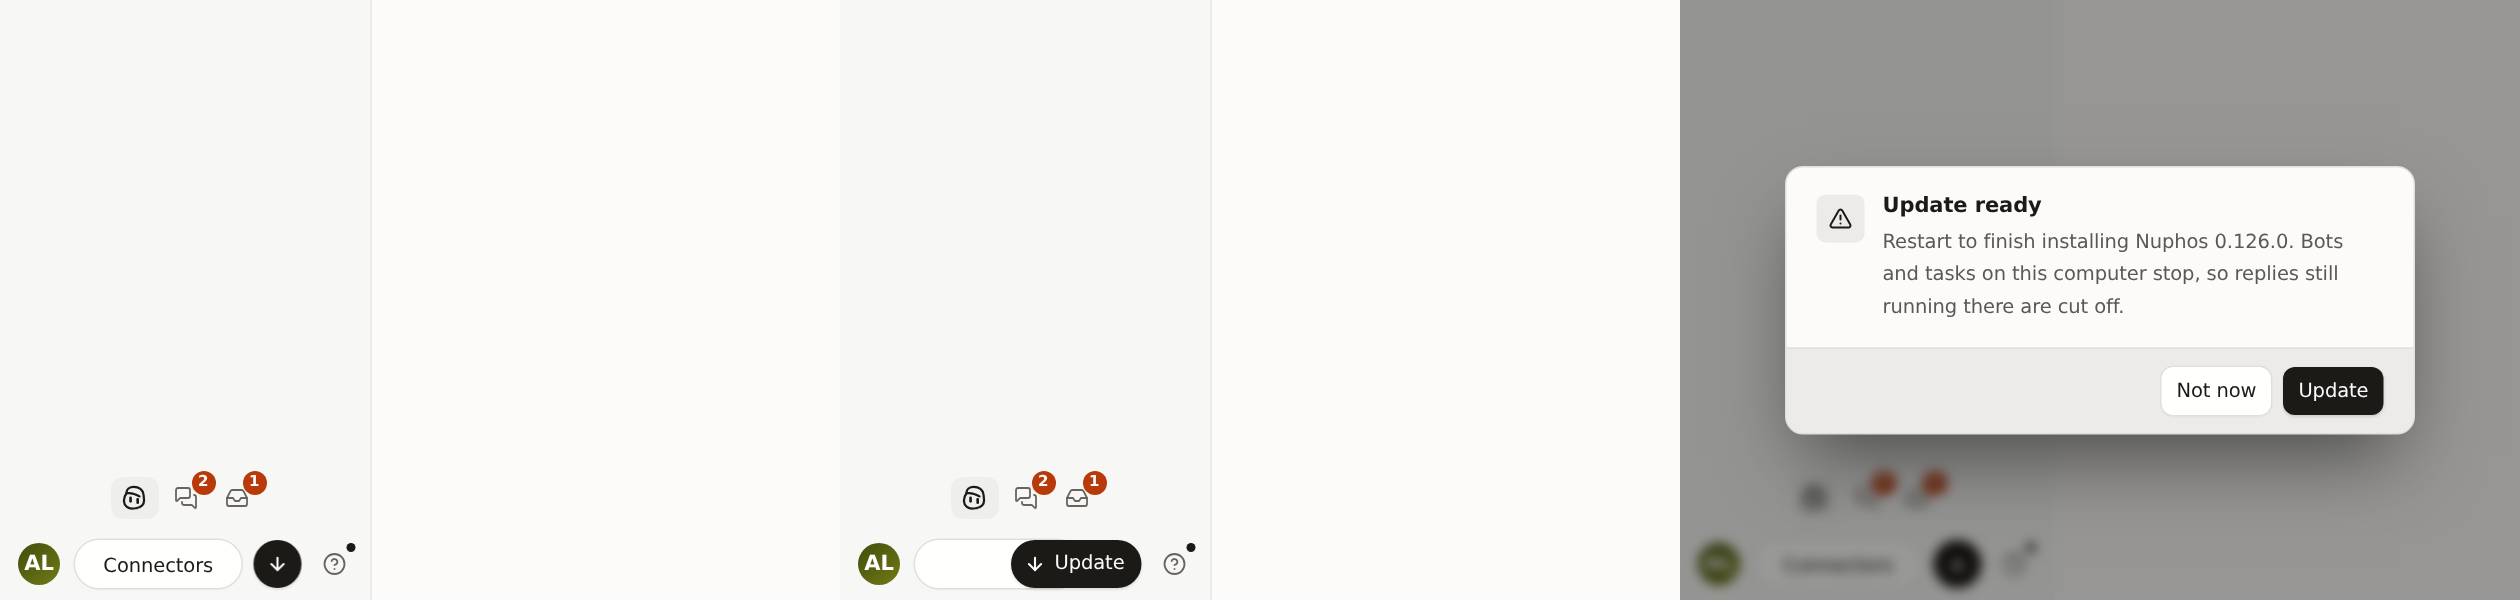 2
1
AL
Connectors
2
1
AL
Update
Update ready
Restart to finish installing Nuphos 0.126.0. Bots
and tasks on this computer stop, so replies still
running there are cut off.
Not now
Update
Connectors